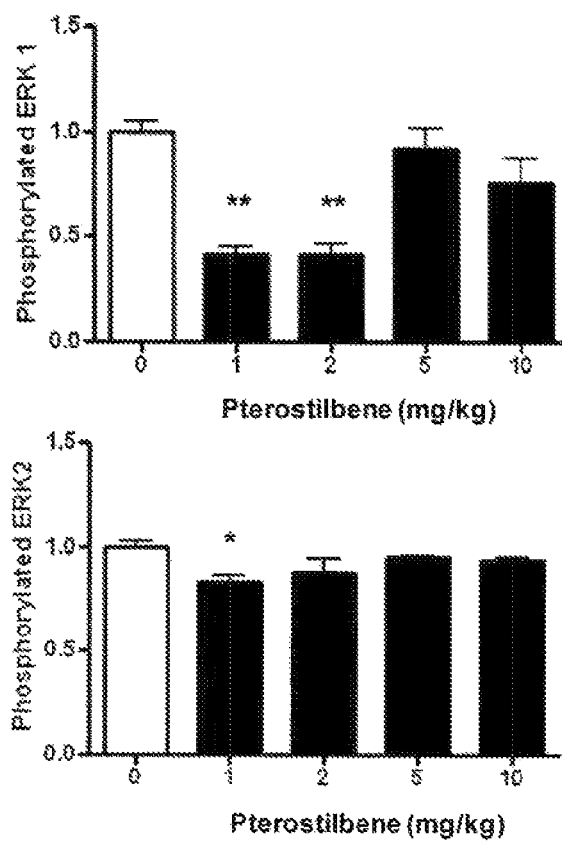 Phosphorylated ERK 1
1.5
1.0
0.5
0.0
** **
0 1 2 5 10
Pterostilbene (mg/kg)
Phosphorylated ERK2
1.5
1.0
0.5
0.0
*
0 1 2 5 10
Pterostilbene (mg/kg)